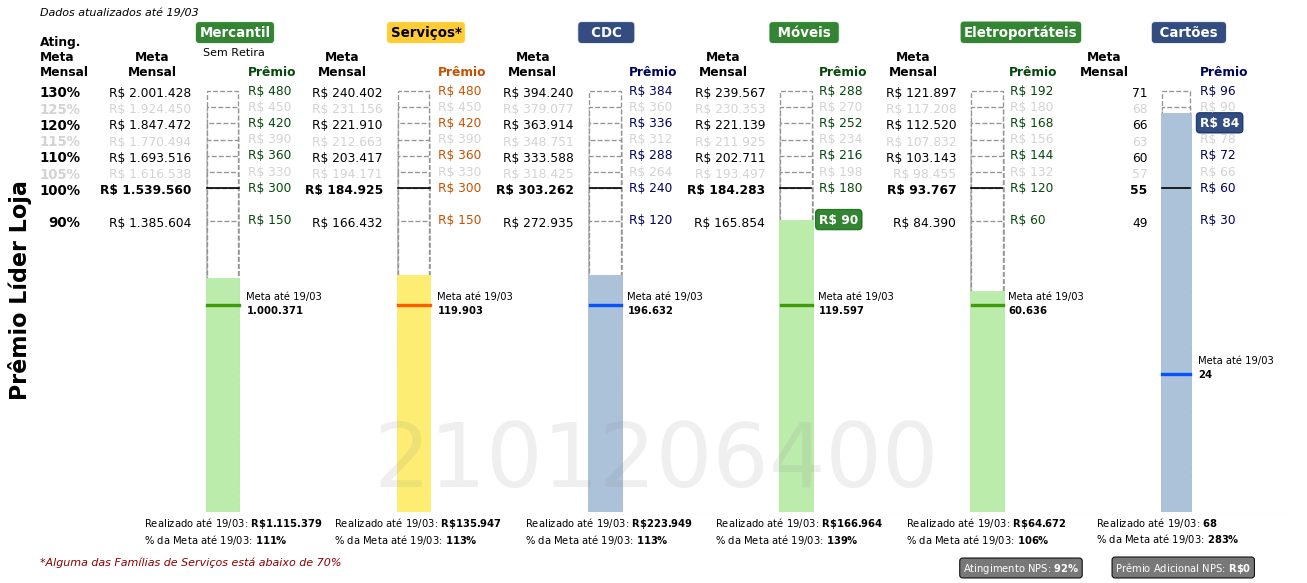 Dados atualizados até 19/03
Mercantil Serviços* CDC Móveis Eletroportáteis Cartões
Sem Retira
Ating. Meta Mensal
Meta Mensal Prêmio Meta Mensal Prêmio Meta Mensal Prêmio Meta Mensal Prêmio Meta Mensal Prêmio Meta Mensal Prêmio
130% R$ 2.001.428 R$ 480 R$ 240.402 R$ 480 R$ 394.240 R$ 384 R$ 239.567 R$ 288 R$ 121.897 R$ 192 71 R$ 96
125% R$ 1.924.450 R$ 450 R$ 231.156 R$ 450 R$ 379.077 R$ 360 R$ 230.353 R$ 270 R$ 117.208 R$ 180 68 R$ 90
120% R$ 1.847.472 R$ 420 R$ 221.910 R$ 420 R$ 363.914 R$ 336 R$ 221.139 R$ 252 R$ 112.520 R$ 168 66 R$ 84
115% R$ 1.770.494 R$ 390 R$ 212.663 R$ 390 R$ 348.751 R$ 312 R$ 211.925 R$ 234 R$ 107.832 R$ 156 63 R$ 78
110% R$ 1.693.516 R$ 360 R$ 203.417 R$ 360 R$ 333.588 R$ 288 R$ 202.711 R$ 216 R$ 103.143 R$ 144 60 R$ 72
105% R$ 1.616.538 R$ 330 R$ 194.171 R$ 330 R$ 318.425 R$ 264 R$ 193.497 R$ 198 R$ 98.455 R$ 132 57 R$ 66
100% R$ 1.539.560 R$ 300 R$ 184.925 R$ 300 R$ 303.262 R$ 240 R$ 184.283 R$ 180 R$ 93.767 R$ 120 55 R$ 60
90% R$ 1.385.604 R$ 150 R$ 166.432 R$ 150 R$ 272.935 R$ 120 R$ 165.854 R$ 90 R$ 84.390 R$ 60 49 R$ 30
Prêmio Líder Loja
Meta até 19/03 Meta até 19/03 Meta até 19/03 Meta até 19/03 Meta até 19/03
1.000.371 119.903 196.632 119.597 60.636
Meta até 19/03
24
2101206400
Realizado até 19/03: R$1.115.379 Realizado até 19/03: R$135.947 Realizado até 19/03: R$223.949 Realizado até 19/03: R$166.964 Realizado até 19/03: R$64.672 Realizado até 19/03: 68
% da Meta até 19/03: 111% % da Meta até 19/03: 113% % da Meta até 19/03: 113% % da Meta até 19/03: 139% % da Meta até 19/03: 106% % da Meta até 19/03: 283%
*Alguma das Famílias de Serviços está abaixo de 70%
Atingimento NPS: 92% Prêmio Adicional NPS: R$0